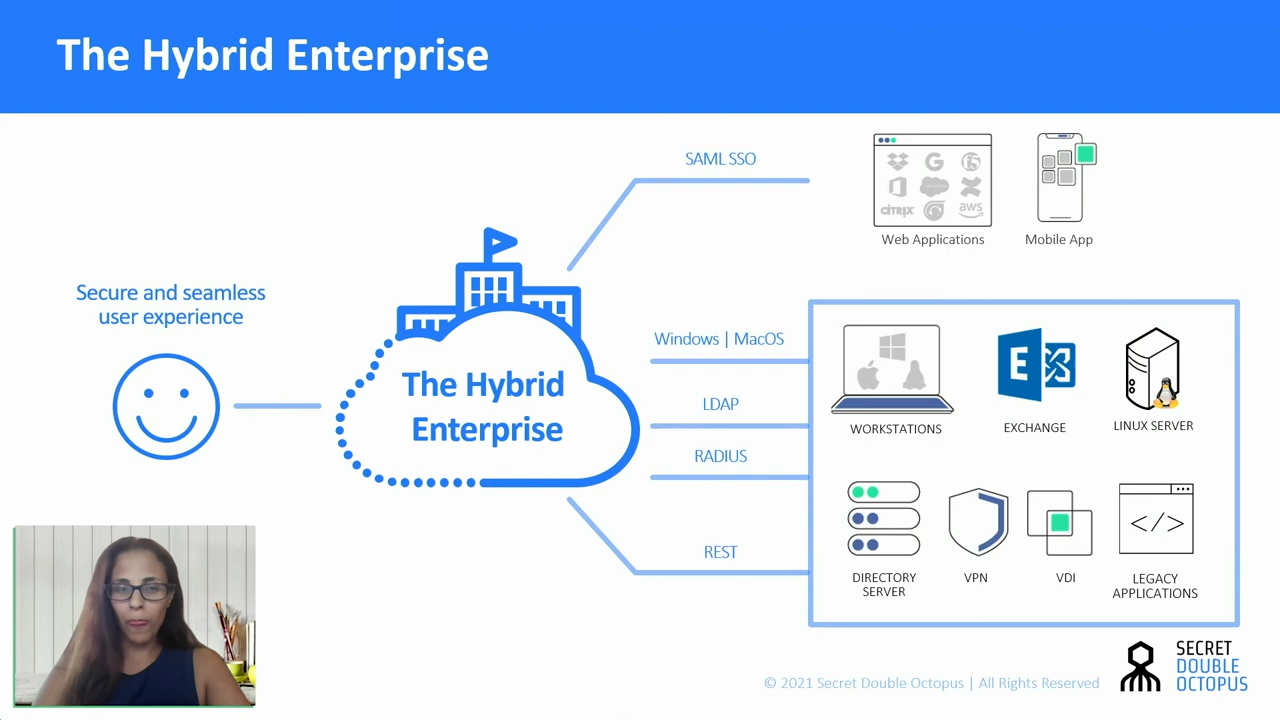 The Hybrid Enterprise
SAML SSO
CITRIX
aws
Web Applications
Mobile App
Secure and seamless
user experience
The Hybrid
Enterprise
Windows | MacOS
LDAP
RADIUS
REST
E
WORKSTATIONS
EXCHANGE
LINUX SERVER
</>
DIRECTORY
SERVER
VPN
VDI
LEGACY
APPLICATIONS
© 2021 Secret Double Octopus | All Rights Reserved
SECRET
DOUBLE
OCTOPUS